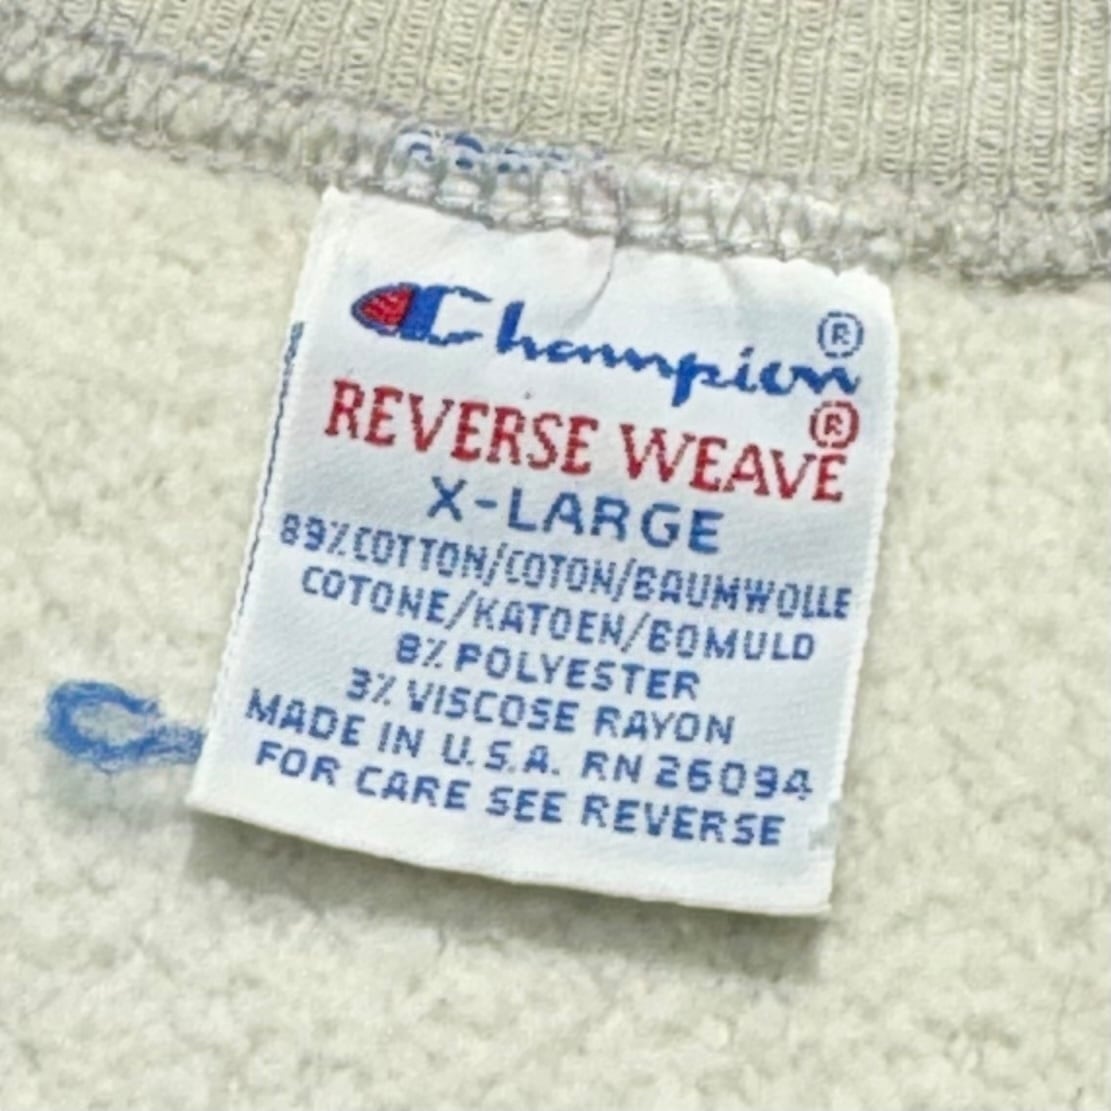 Champion®
REVERSE WEAVE®
X-LARGE
89% COTTON/COTON/BAUMWOLLE
COTONE/KATOEN/BOMULD
8% POLYESTER
3% VISCOSE RAYON
MADE IN U.S.A. RN 26094
FOR CARE SEE REVERSE